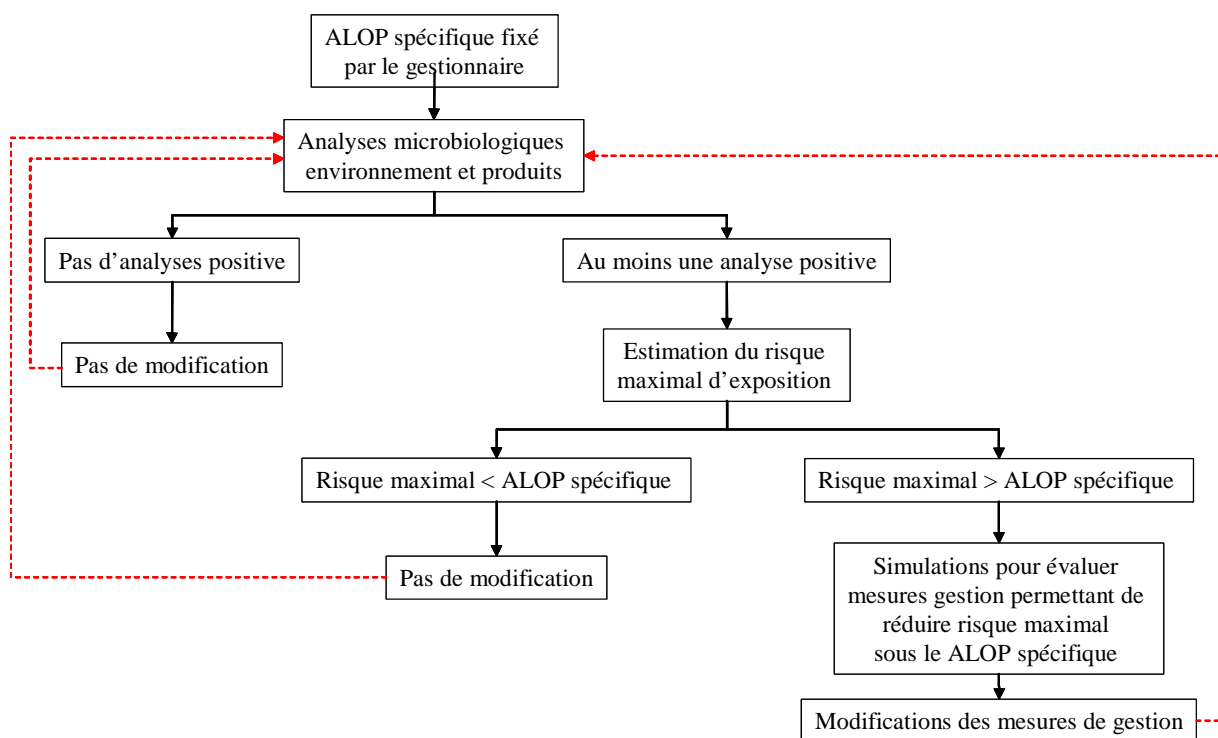 ALOP spécifique fixé
par le gestionnaire
Analyses microbiologiques
environnement et produits
Pas d’analyses positive
Au moins une analyse positive
Pas de modification
Estimation du risque
maximal d’exposition
Risque maximal < ALOP spécifique
Risque maximal > ALOP spécifique
Pas de modification
Simulations pour évaluer
mesures gestion permettant de
réduire risque maximal
sous le ALOP spécifique
Modifications des mesures de gestion